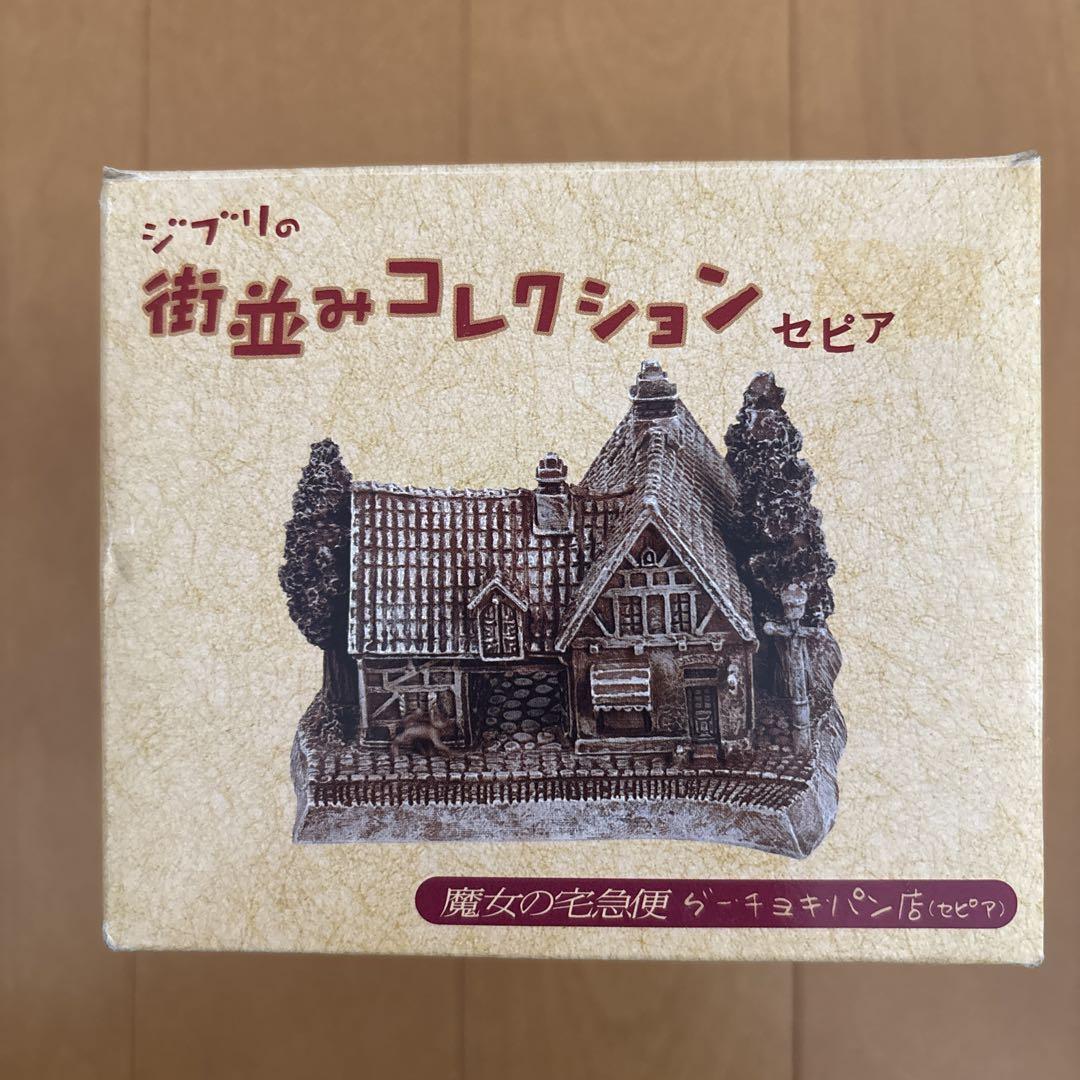 ジブリの
街並みコレクション セピア
魔女の宅急便 グーチョキパン店(セピア)